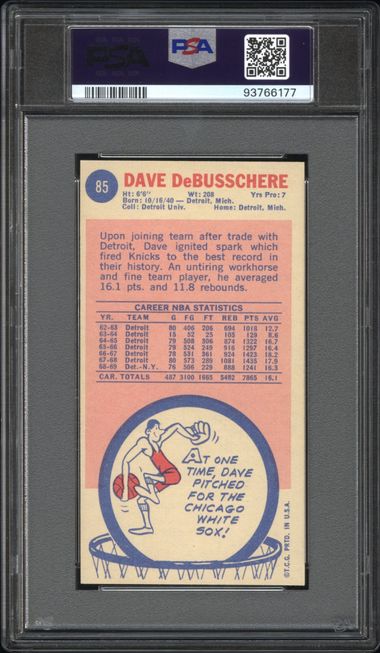 PSA
PSA
93766177
85 DAVE DeBUSSCHERE
Ht: 6'6" Wt: 208 Yrs Pro: 7
Born: 10/16/40 — Detroit, Mich.
Coll: Detroit Univ. Home: Detroit, Mich.
Upon joining team after trade with
Detroit, Dave ignited spark which
fired Knicks to the best record in
their history. An untiring workhorse
and fine team player, he averaged
16.1 pts. and 11.8 rebounds.
CAREER NBA STATISTICS
YR. TEAM G FG FT REB PTS AVG
62-63 Detroit 80 406 206 694 1018 12.7
63-64 Detroit 15 52 25 105 129 8.6
64-65 Detroit 79 508 306 874 1322 16.7
65-66 Detroit 79 524 249 916 1297 16.4
66-67 Detroit 78 531 361 924 1423 18.2
67-68 Detroit 80 573 289 1081 1435 17.9
68-69 Det.-N.Y. 76 506 229 888 1241 16.3
CAR. TOTALS 487 3100 1665 5482 7865 16.1
AT ONE
TIME, DAVE
PITCHED
FOR THE
CHICAGO
WHITE
SOX!
©T.C.G. PRTD. IN U.S.A.